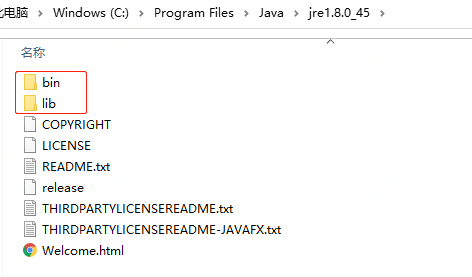 此电脑 > Windows (C:) > Program Files > Java > jre1.8.0_45 >
名称
bin
lib
COPYRIGHT
LICENSE
README.txt
release
THIRDPARTYLICENSEREADME.txt
THIRDPARTYLICENSEREADME-JAVAFX.txt
Welcome.html